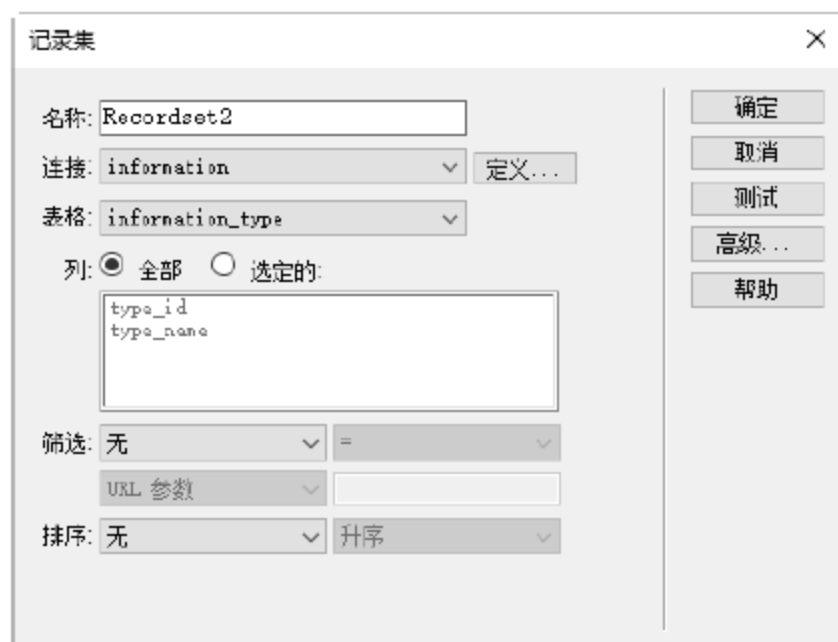 记录集
名称: Recordset2
连接: information 定义...
表格: information_type
列: 全部 选定的:
type_id
type_name
筛选: 无 =
URL 参数
排序: 无 升序
确定
取消
测试
高级...
帮助